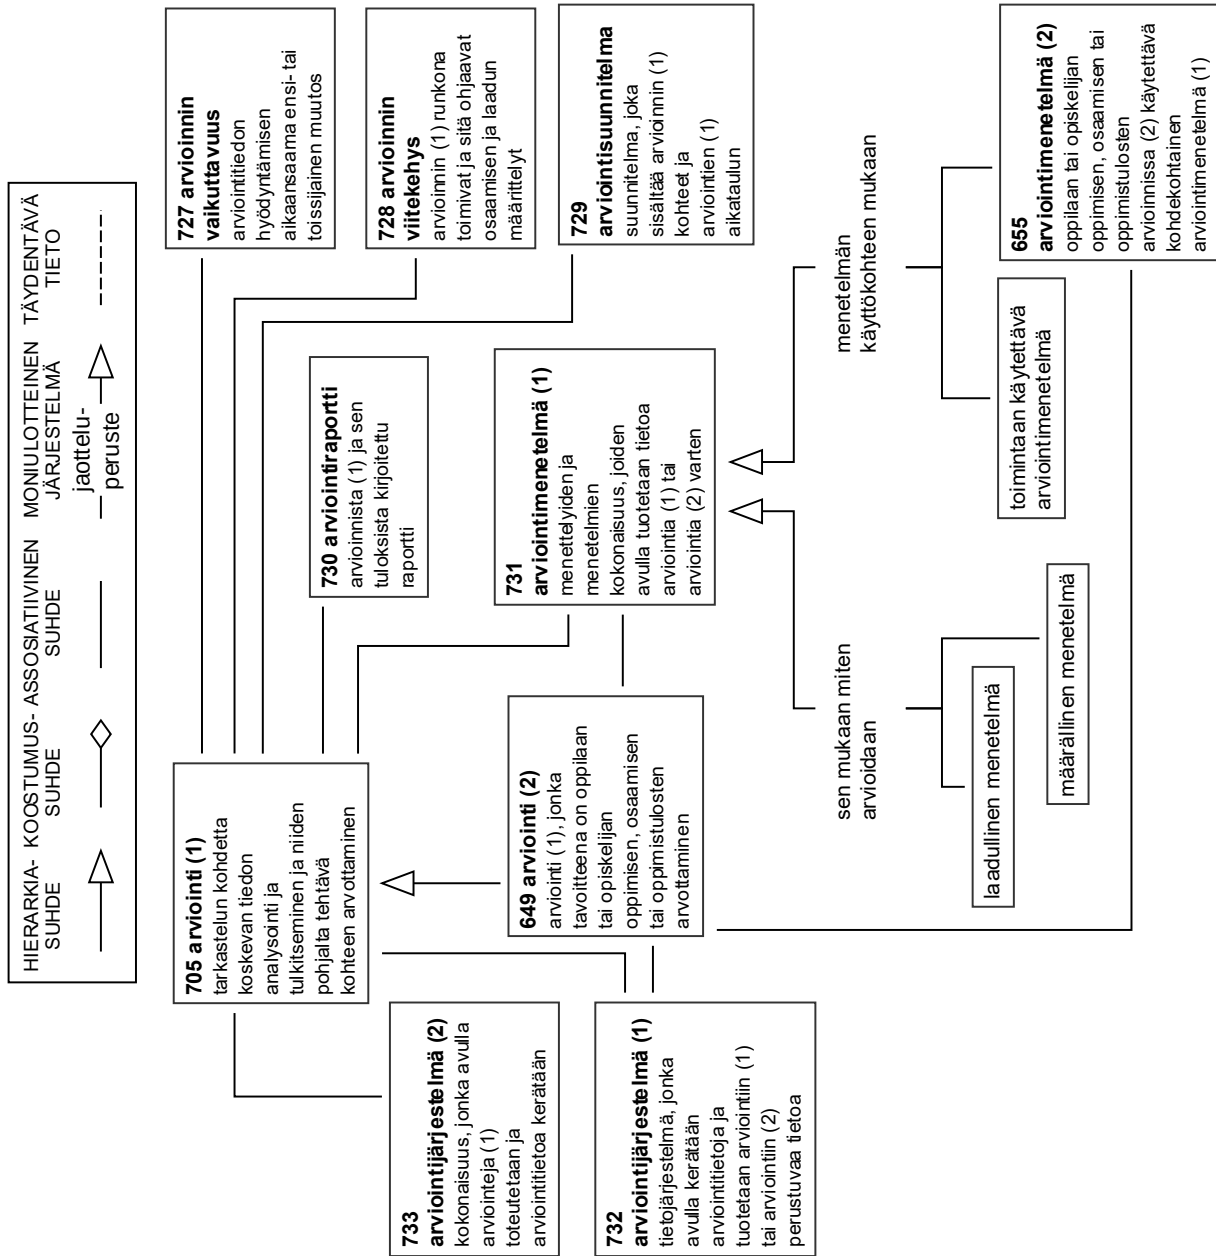 HIERARKIA-
SUHDE
KOOSTUMUS-
SUHDE
ASSOSIATIIVINEN
SUHDE
MONIULOTTEINEN
JÄRJESTELMÄ
jaottelu-
peruste
TÄYDENTÄVÄ
TIETO
727 arvioinnin
vaikuttavuus
arviointitiedon
hyödyntämisen
aikaansaama ensi- tai
toissijainen muutos
728 arvioinnin
viitekehys
arvioinnin (1) runkona
toimivat ja sitä ohjaavat
osaamisen ja laadun
määrittelyt
729
arviointisuunnitelma
suunnitelma, joka
sisältää arvioinnin (1)
kohteet ja
arviointien (1)
aikataulun
730 arviointiraportti
arvioinnista (1) ja sen
tuloksista kirjoitettu
raportti
705 arviointi (1)
tarkastelun kohdetta
koskevan tiedon
analysointi ja
tulkitseminen ja niiden
pohjalta tehtävä
kohteen arvottaminen
731
arviointimenetelmä (1)
menettelyiden ja
menetelmien
kokonaisuus, joiden
avulla tuotetaan tietoa
arviointia (1) tai
arviointia (2) varten
733
arviointijärjestelmä (2)
kokonaisuus, jonka avulla
arviointeja (1)
toteutetaan ja
arviointitietoa kerätään
649 arviointi (2)
arviointi (1), jonka
tavoitteena on oppilaan
tai opiskelijan
oppimisen, osaamisen
tai oppimistulosten
arvottaminen
732
arviointijärjestelmä (1)
tietojärjestelmä, jonka
avulla kerätään
arviointitietoja ja
tuotetaan arviointiin (1)
tai arviointiin (2)
perustuvaa tietoa
sen mukaan miten
arvioidaan
menetelmän
käyttökohteen mukaan
laadullinen menetelmä
määrällinen menetelmä
toimintaan käytettävä
arviointimenetelmä
655
arviointimenetelmä (2)
oppilaan tai opiskelijan
oppimisen, osaamisen tai
oppimistulosten
arvioinnissa (2) käytettävä
kohdekohtainen
arviointimenetelmä (1)